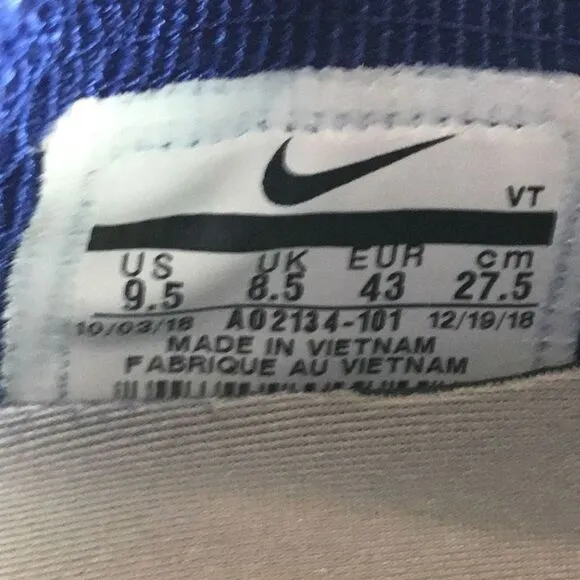 VT
US UK EUR cm
9.5 8.5 43 27.5
10/03/18 AO2134-101 12/19/18
MADE IN VIETNAM
FABRIQUE AU VIETNAM